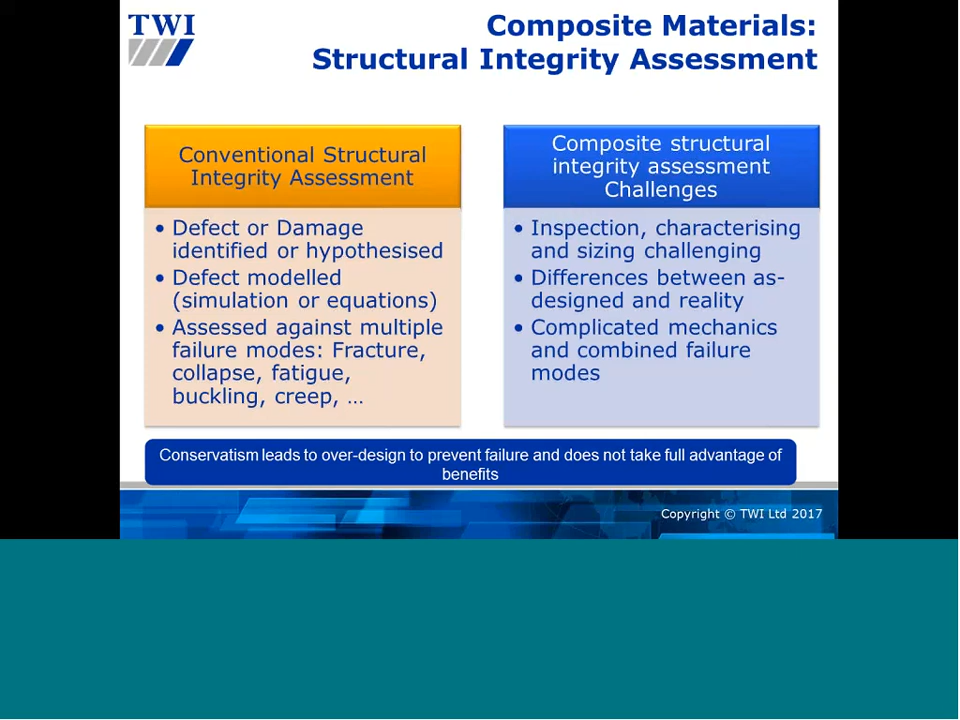 TWI
Composite Materials:
Structural Integrity Assessment
Conventional Structural
Integrity Assessment
• Defect or Damage
identified or hypothesised
• Defect modelled
(simulation or equations)
• Assessed against multiple
failure modes: Fracture,
collapse, fatigue,
buckling, creep, …
Composite structural
integrity assessment
Challenges
• Inspection, characterising
and sizing challenging
• Differences between as-
designed and reality
• Complicated mechanics
and combined failure
modes
Conservatism leads to over-design to prevent failure and does not take full advantage of
benefits
Copyright © TWI Ltd 2017